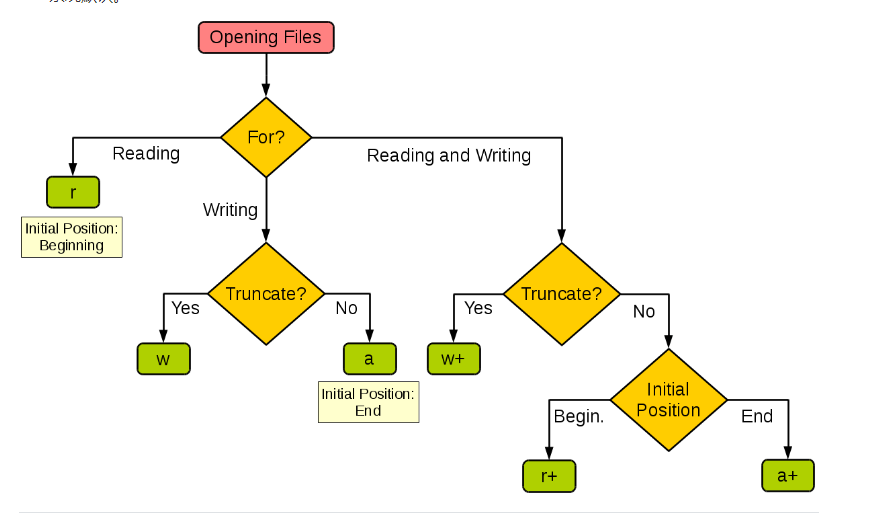 Opening Files
For?
Reading
Reading and Writing
r
Writing
Initial Position:
Beginning
Truncate?
Truncate?
Yes
No
Yes
No
w
a
w+
Initial Position:
End
Initial
Position
Begin.
End
r+
a+